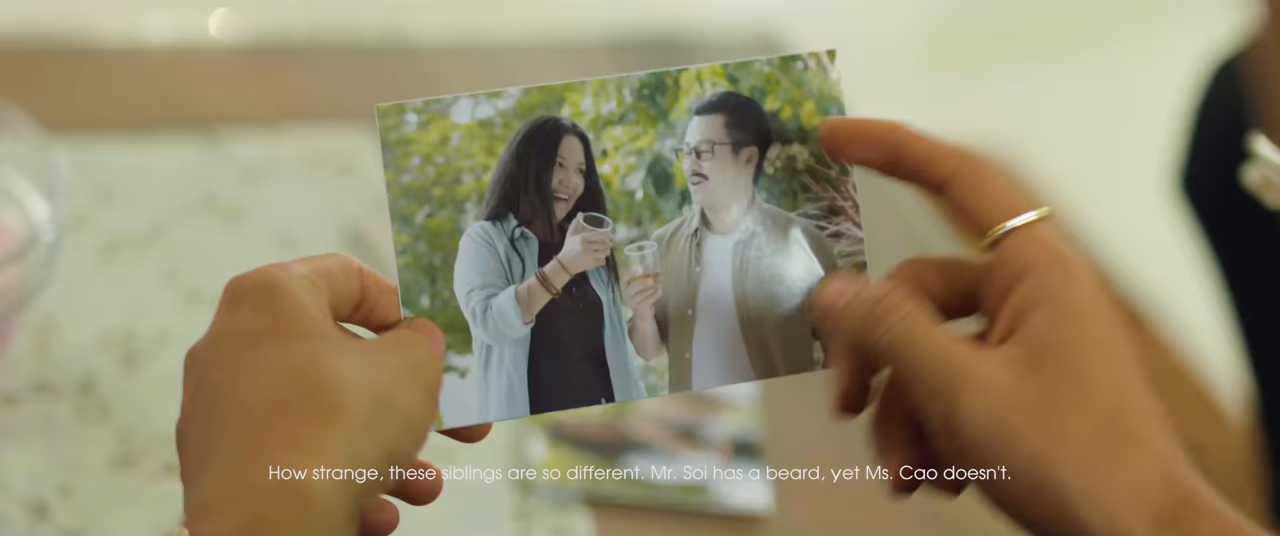 How strange, these siblings are so different. Mr. Soi has a beard, yet Ms. Cao doesn't.